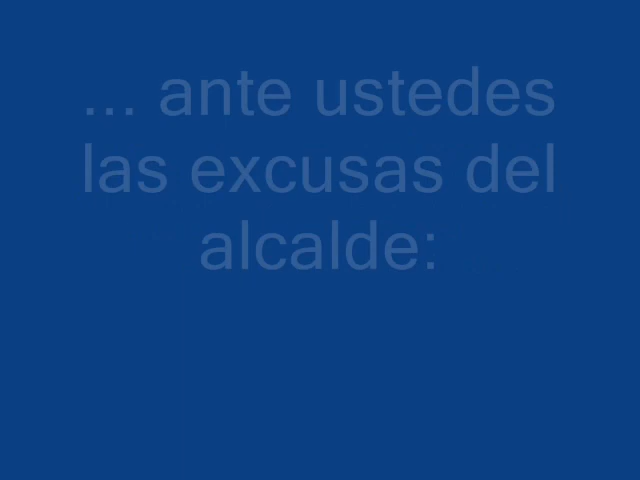 ... ante ustedes
las excusas del
alcalde: